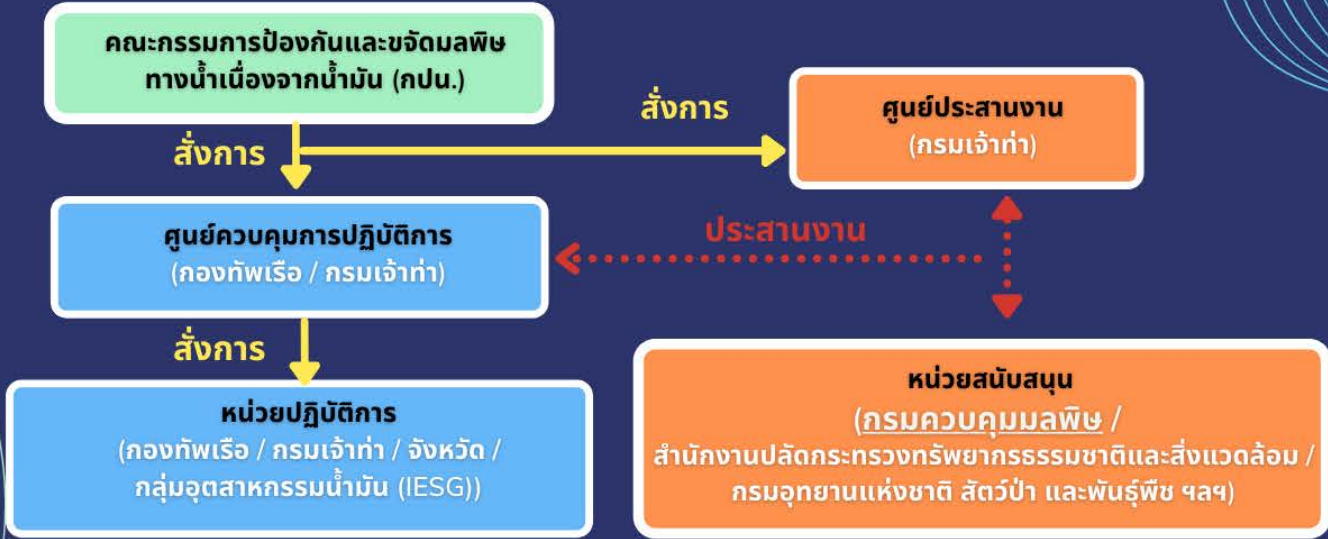 คณะกรรมการป้องกันและขจัดมลพิษ
ทางน้ำเนื่องจากน้ำมัน (กปน.)
สั่งการ
สั่งการ
ศูนย์ประสานงาน
(กรมเจ้าท่า)
ศูนย์ควบคุมการปฏิบัติการ
(กองทัพเรือ / กรมเจ้าท่า)
ประสานงาน
สั่งการ
หน่วยปฏิบัติการ
(กองทัพเรือ / กรมเจ้าท่า / จังหวัด /
กลุ่มอุตสาหกรรมน้ำมัน (IESG))
หน่วยสนับสนุน
(กรมควบคุมมลพิษ /
สำนักงานปลัดกระทรวงทรัพยากรธรรมชาติและสิ่งแวดล้อม /
กรมอุทยานแห่งชาติ สัตว์ป่า และพันธุ์พืช ฯลฯ)